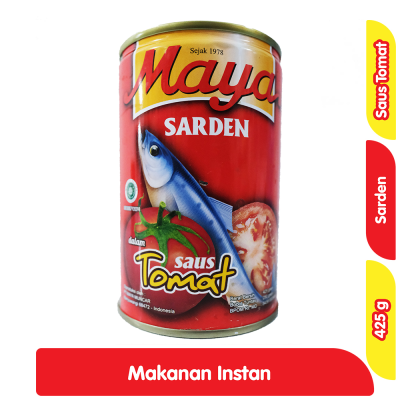 Sejak 1978
Maya
SARDEN
dalam
saus
Tomat
Saus Tomat
Sarden
425 g
Makanan Instan